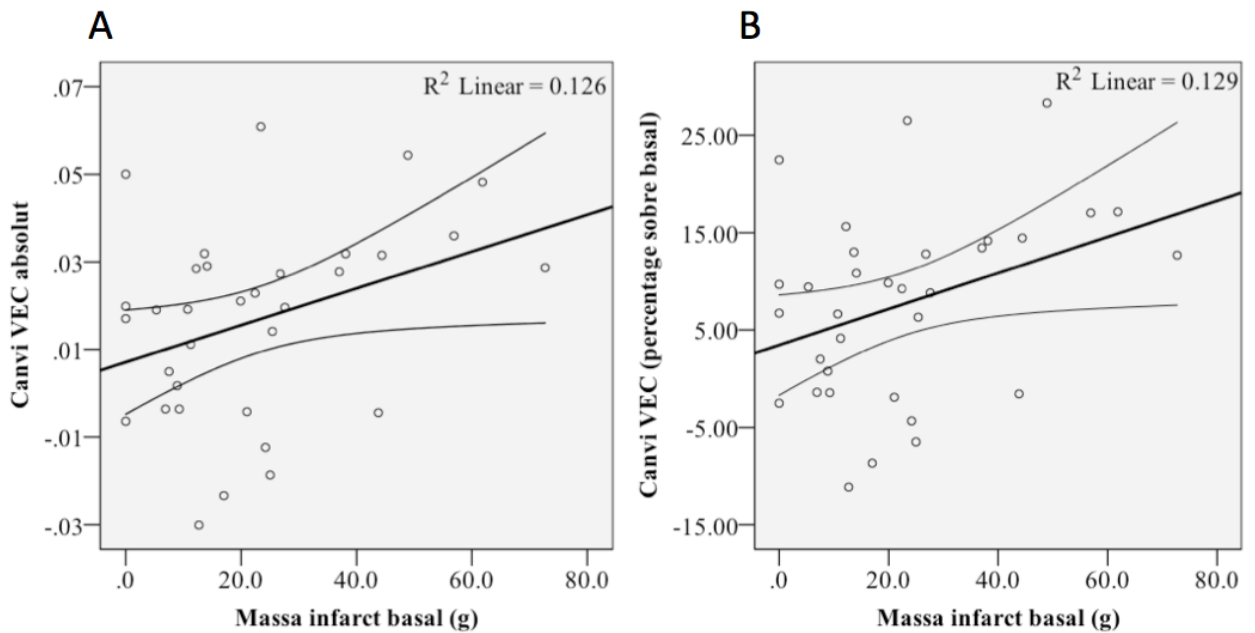 A
R² Linear = 0.126
Canvi VEC absolut
.07
.05
.03
.01
-.01
-.03
.0
20.0
40.0
60.0
80.0
Massa infarct basal (g)
B
R² Linear = 0.129
Canvi VEC (percentage sobre basal)
25.00
15.00
5.00
-5.00
-15.00
.0
20.0
40.0
60.0
80.0
Massa infarct basal (g)